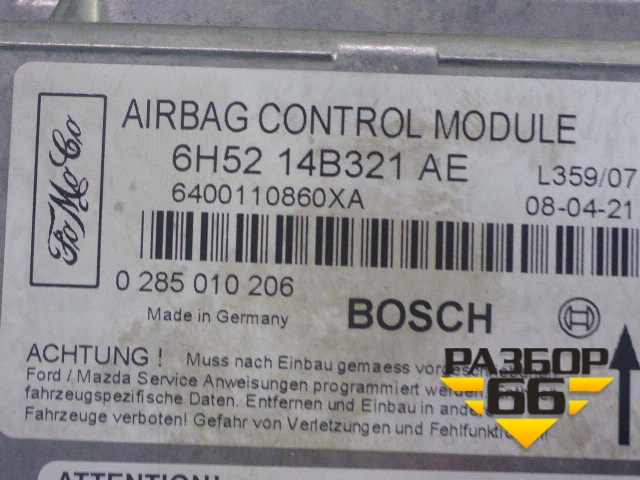 FoMoCo
AIRBAG CONTROL MODULE
6H52 14B321 AE
L359/07
6400110860XA
08-04-21
0 285 010 206
Made in Germany
BOSCH
ACHTUNG ! Muss nach Einbau gemaess
Ford / Mazda Service Anweisungen programmiert werden.
fahrzeugspezifische Daten. Entfernen und Einbau in
Fahrzeuge verboten! Gefahr von Verletzungen und
РАЗБОР
66
ATTENTION!